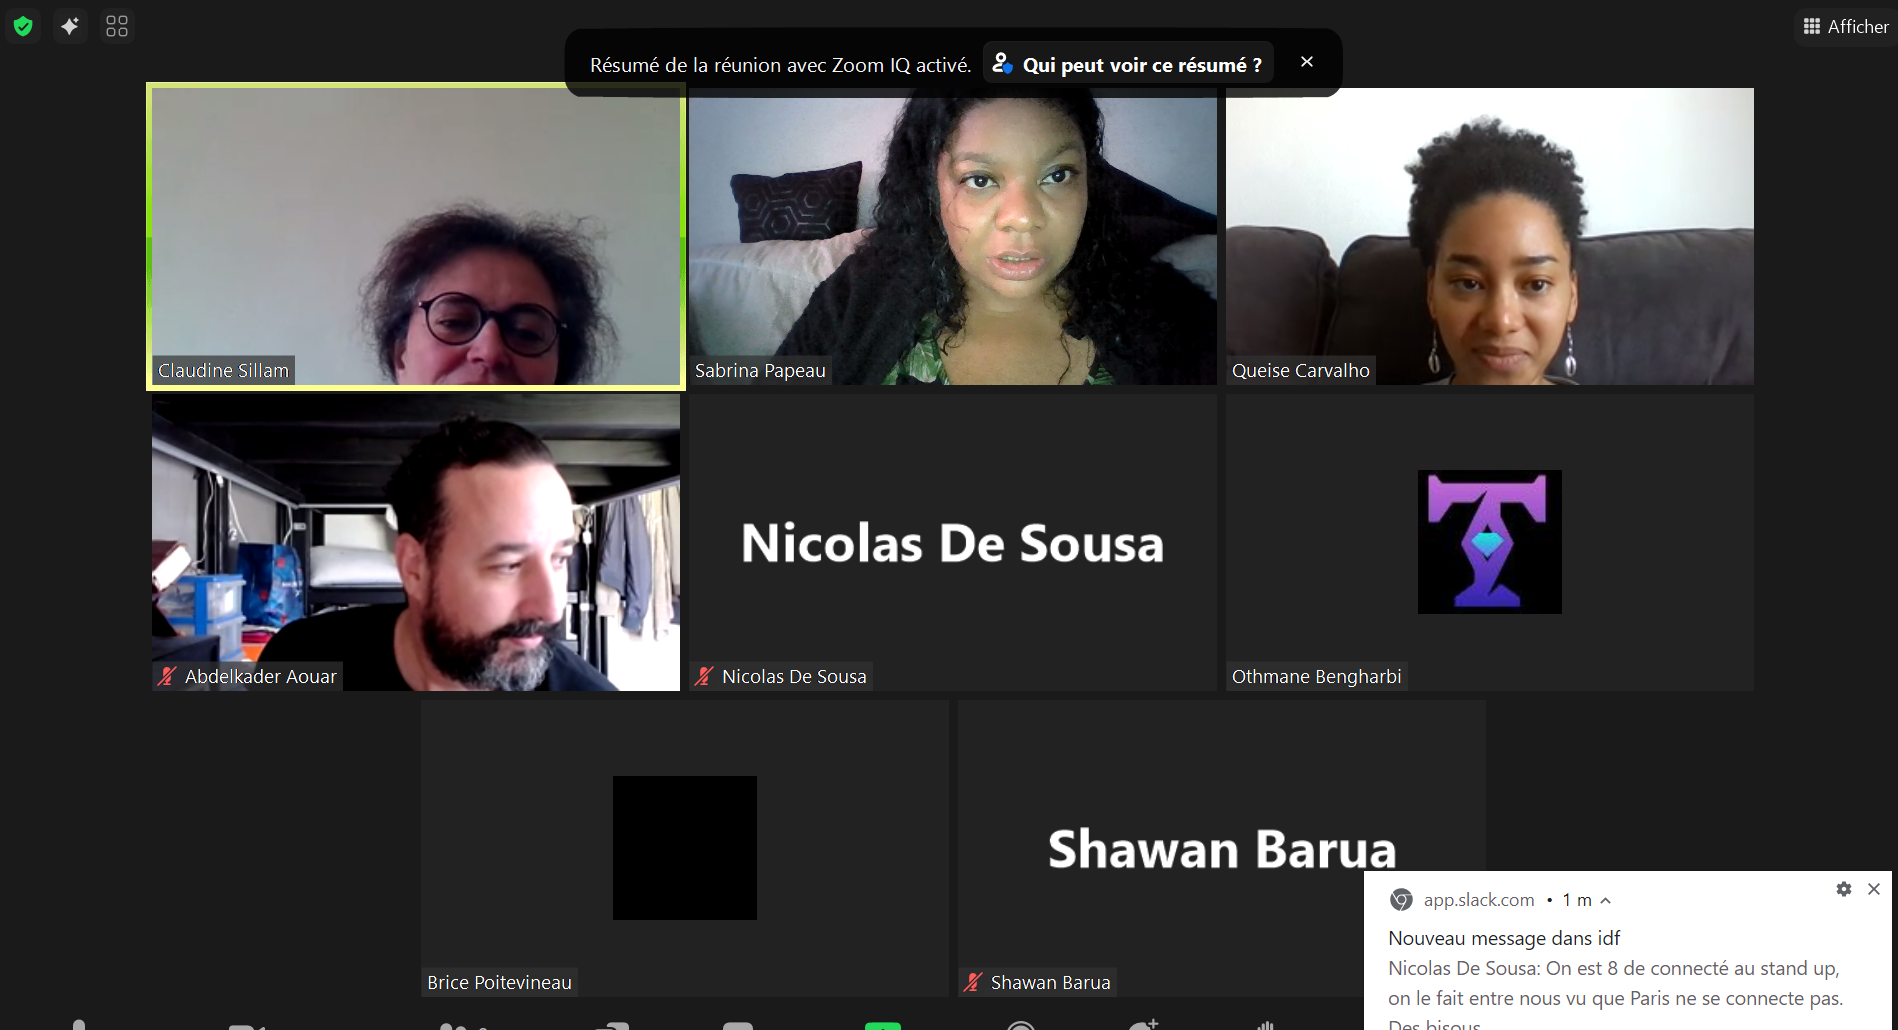 Afficher
Résumé de la réunion avec Zoom IQ activé. Qui peut voir ce résumé ?
Claudine Sillam
Sabrina Papeau
Queise Carvalho
Nicolas De Sousa
Abdelkader Aouar
Nicolas De Sousa
Othmane Bengharbi
Shawan Barua
Brice Poitevineau
Shawan Barua
app.slack.com • 1 m
Nouveau message dans idf
Nicolas De Sousa: On est 8 de connecté au stand up,
on le fait entre nous vu que Paris ne se connecte pas.
Des bisous